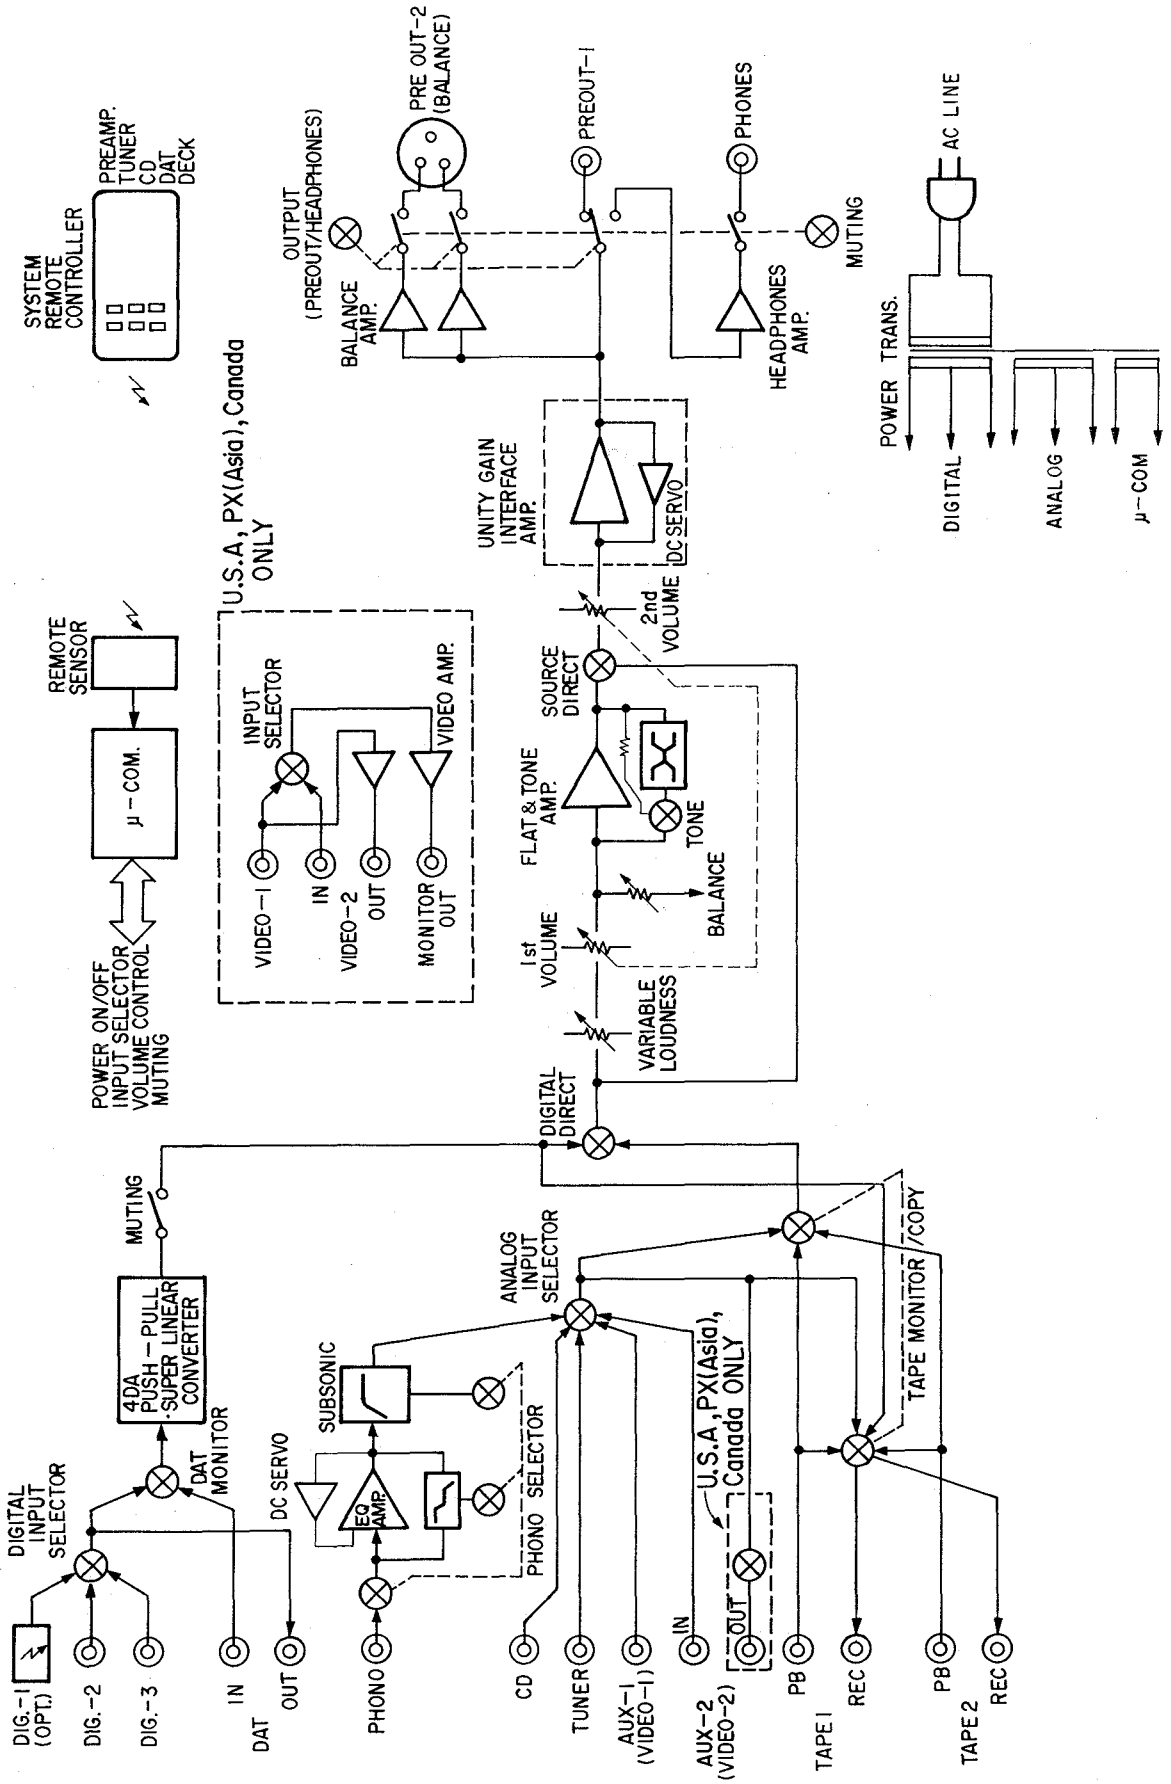 DIG.-1
(OPT.)
DIG.-2
DIG.-3
IN
OUT
DAT
PHONO
CD
TUNER
AUX-1
(VIDEO-1)
IN
OUT
AUX-2
(VIDEO-2)
PB
REC
TAPE 1
PB
REC
TAPE 2
DIGITAL
INPUT
SELECTOR
DAT
MONITOR
4DA
PUSH-PULL
SUPER LINEAR
CONVERTER
MUTING
DC SERVO
EQ
AMP.
SUBSONIC
PHONO SELECTOR
ANALOG
INPUT
SELECTOR
U.S.A, PX(Asia),
Canada ONLY
TAPE MONITOR/COPY
DIGITAL
DIRECT
VARIABLE
LOUDNESS
1st
VOLUME
BALANCE
FLAT & TONE
AMP.
TONE
SOURCE
DIRECT
2nd
VOLUME
UNITY GAIN
INTERFACE
AMP.
DC SERVO
BALANCE
AMP.
OUTPUT
(PREOUT/HEADPHONES)
PRE OUT-2
(BALANCE)
PREOUT-1
PHONES
HEADPHONES
AMP.
MUTING
POWER ON/OFF
INPUT SELECTOR
VOLUME CONTROL
MUTING
μ-COM.
REMOTE
SENSOR
SYSTEM
REMOTE
CONTROLLER
PREAMP.
TUNER
CD
DAT
DECK
U.S.A, PX(Asia), Canada
ONLY
VIDEO-1
IN
VIDEO-2
OUT
MONITOR
OUT
INPUT
SELECTOR
VIDEO AMP.
POWER TRANS.
AC LINE
DIGITAL
ANALOG
μ-COM